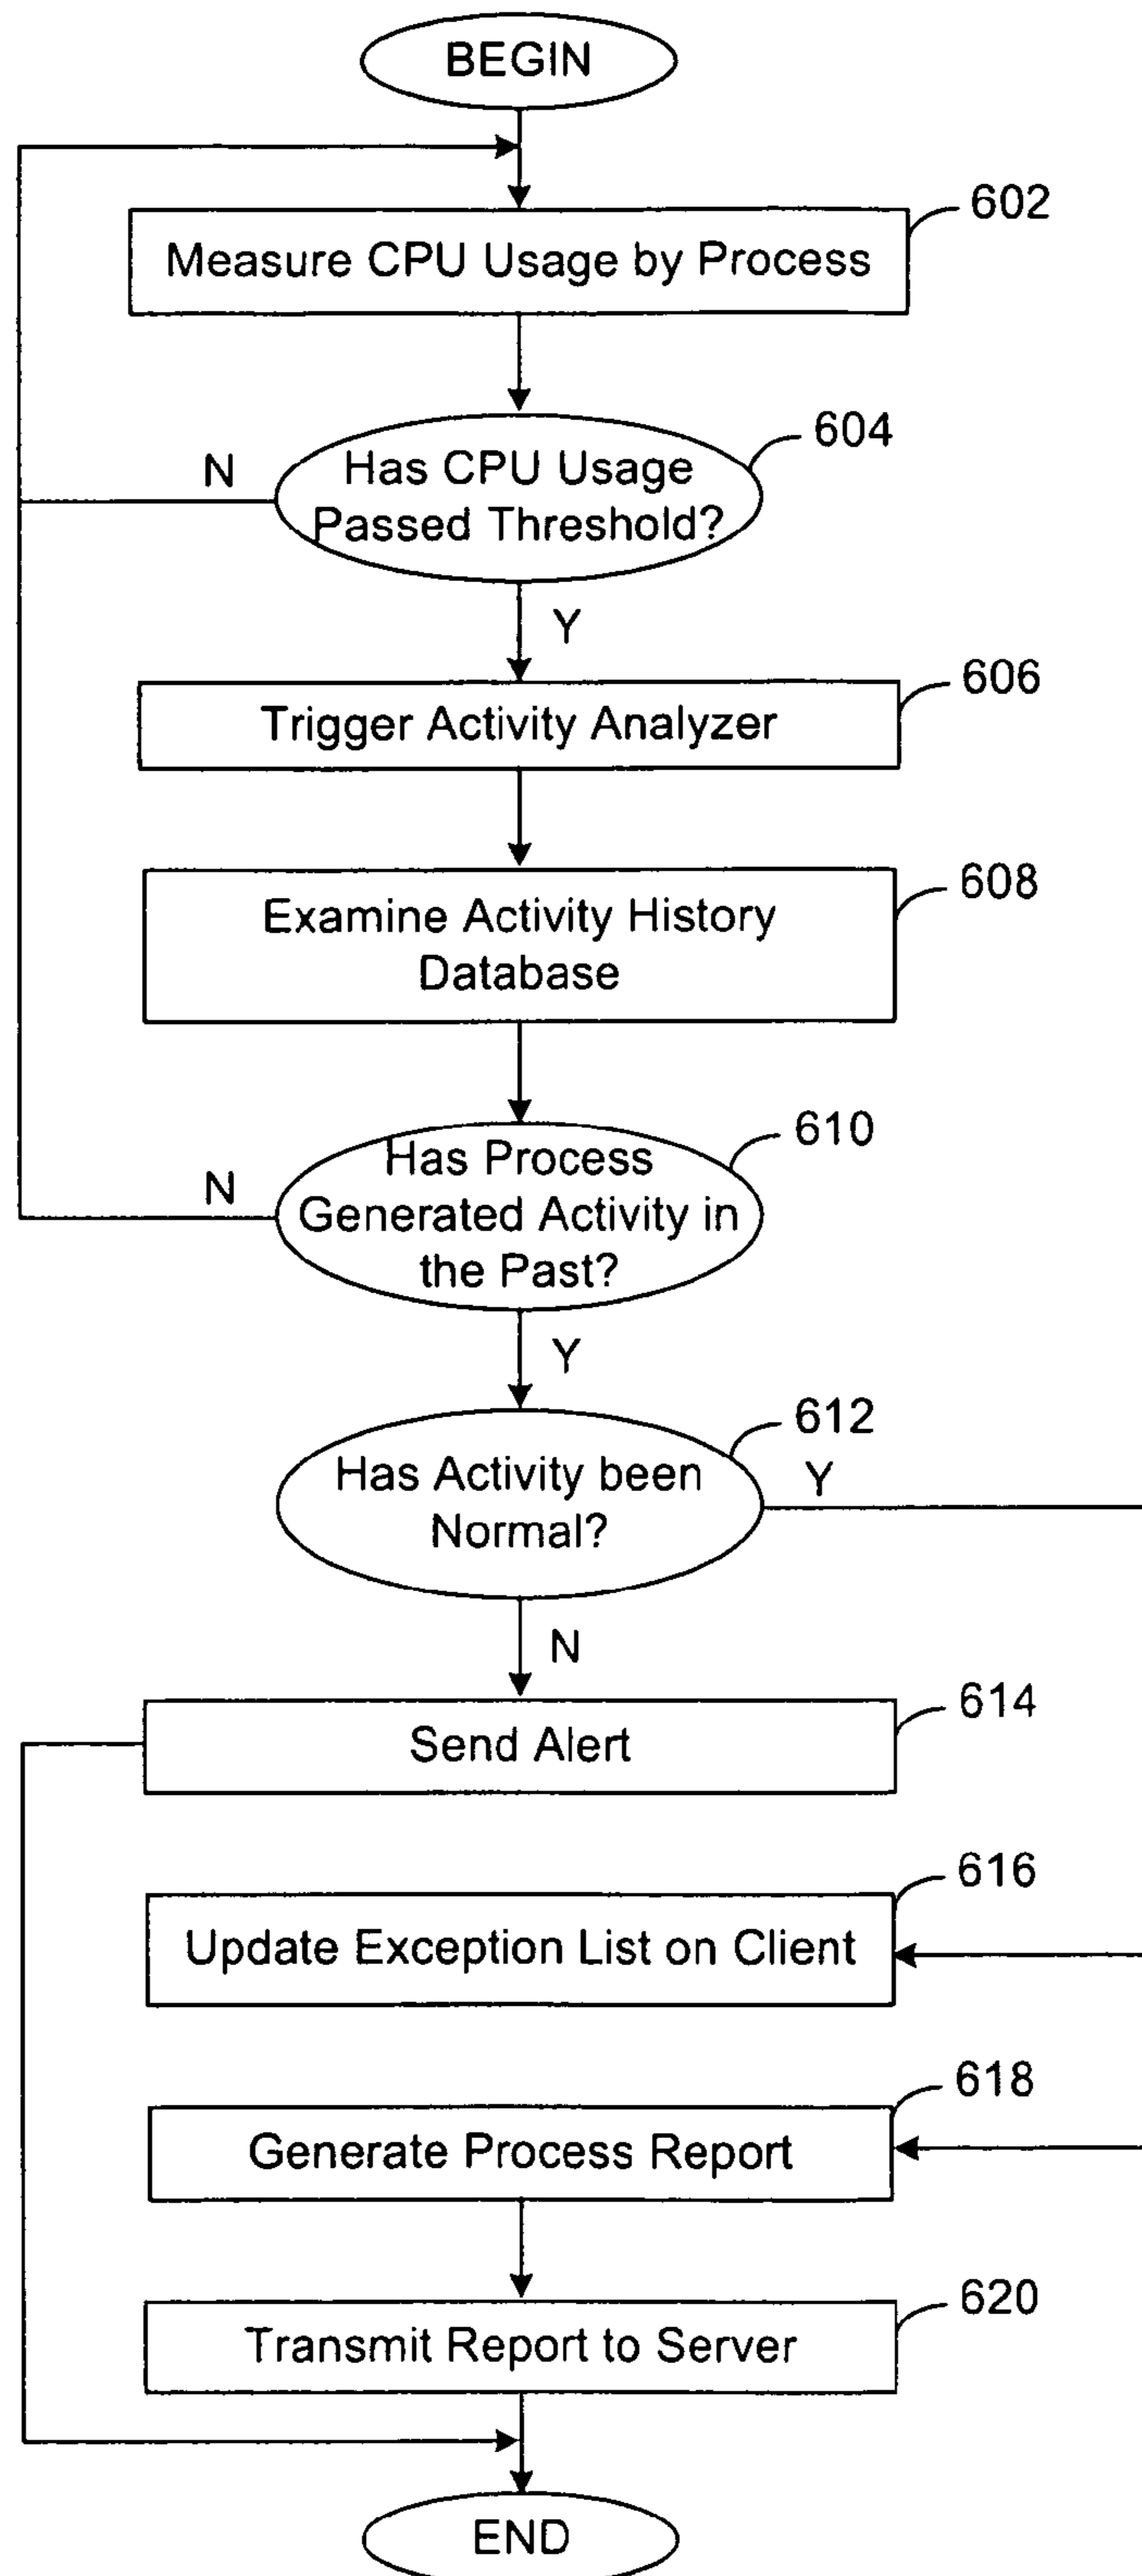 BEGIN
602
Measure CPU Usage by Process
604
Has CPU Usage
Passed Threshold?
N
Y
606
Trigger Activity Analyzer
608
Examine Activity History
Database
610
Has Process
Generated Activity in
the Past?
N
Y
612
Has Activity been
Normal?
Y
N
614
Send Alert
616
Update Exception List on Client
618
Generate Process Report
620
Transmit Report to Server
END